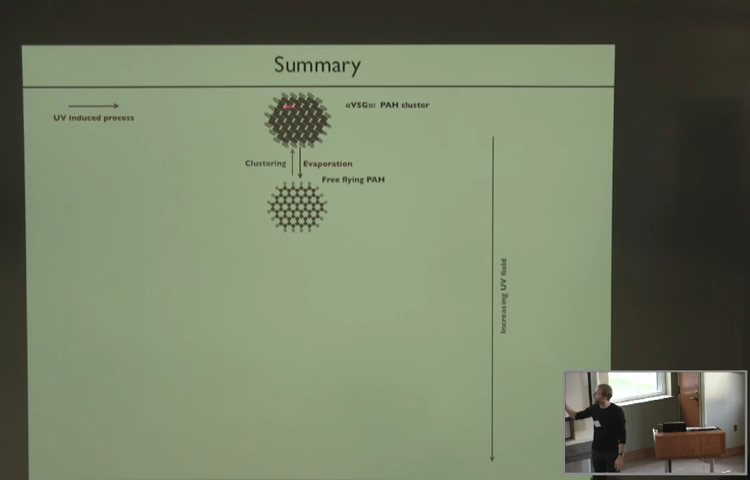 Summary
UV induced process
«VSG»: PAH cluster
Clustering
Evaporation
Free flying PAH
Increasing UV field